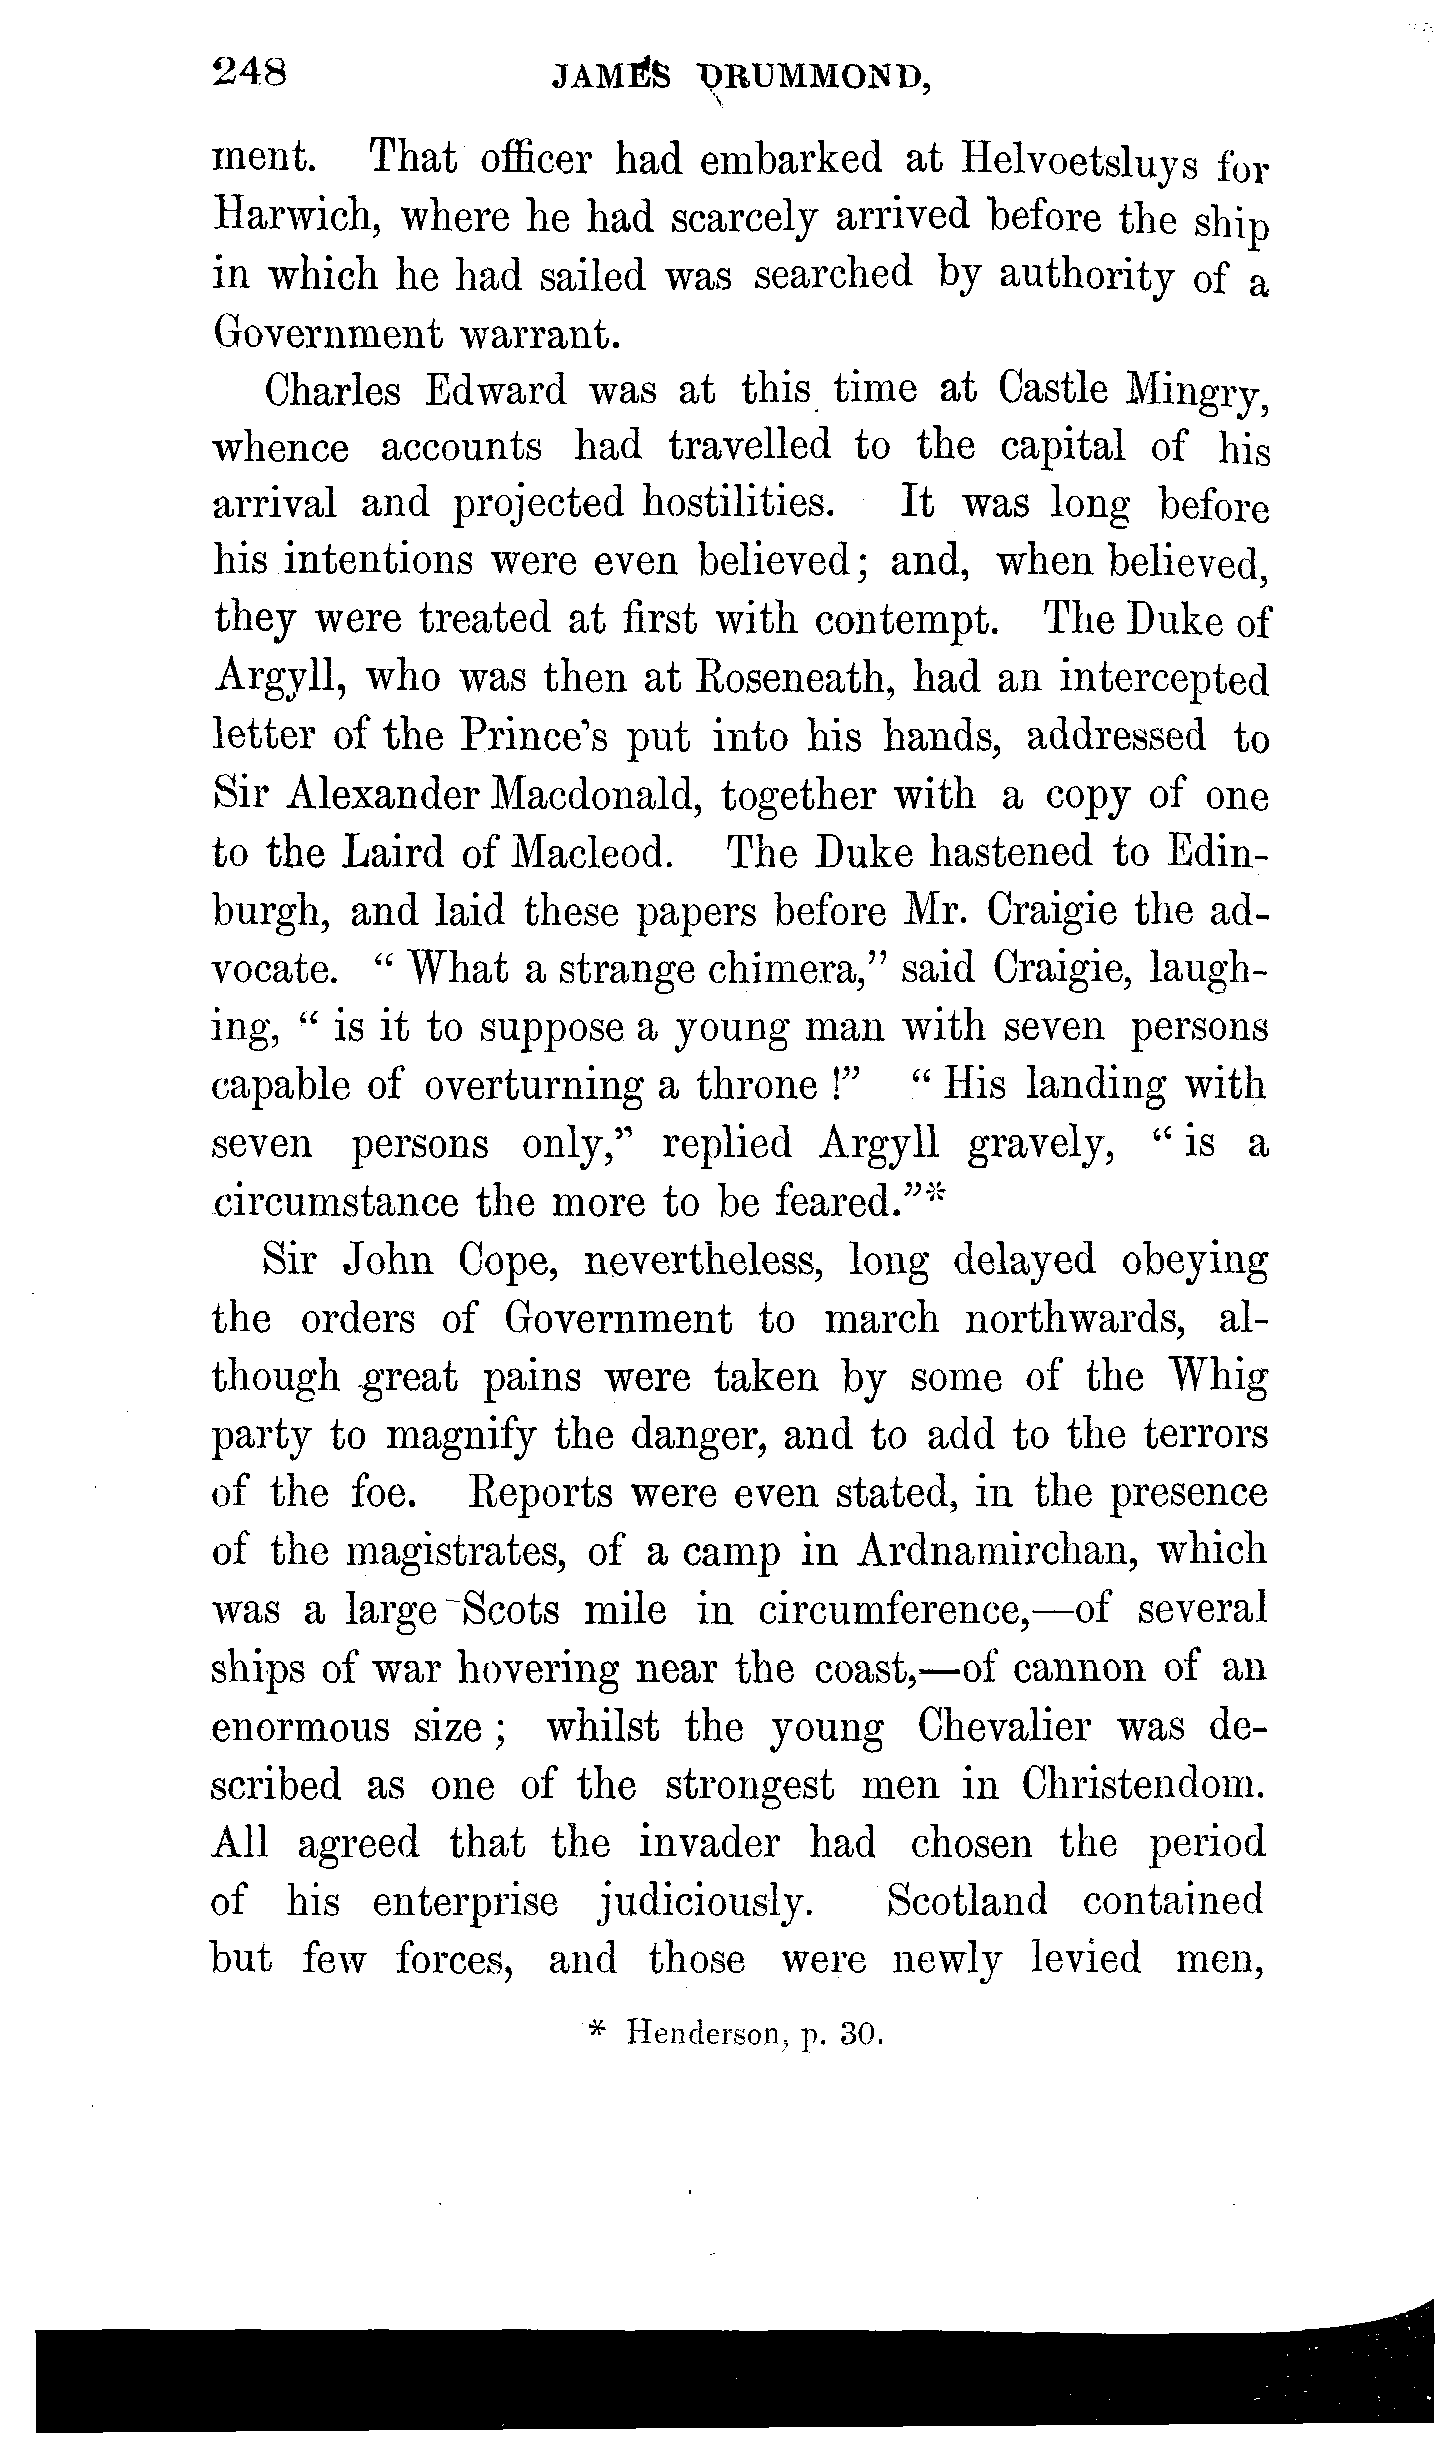 248 JAMES DRUMMOND,
ment. That officer had embarked at Helvoetsluys for
Harwich, where he had scarcely arrived before the ship
in which he had sailed was searched by authority of a
Government warrant.
Charles Edward was at this time at Castle Mingry,
whence accounts had travelled to the capital of his
arrival and projected hostilities. It was long before
his intentions were even believed; and, when believed,
they were treated at first with contempt. The Duke of
Argyll, who was then at Roseneath, had an intercepted
letter of the Prince's put into his hands, addressed to
Sir Alexander Macdonald, together with a copy of one
to the Laird of Macleod. The Duke hastened to Edin-
burgh, and laid these papers before Mr. Craigie the ad-
vocate. " What a strange chimera," said Craigie, laugh-
ing, " is it to suppose a young man with seven persons
capable of overturning a throne !" " His landing with
seven persons only," replied Argyll gravely, " is a
circumstance the more to be feared."*
Sir John Cope, nevertheless, long delayed obeying
the orders of Government to march northwards, al-
though great pains were taken by some of the Whig
party to magnify the danger, and to add to the terrors
of the foe. Reports were even stated, in the presence
of the magistrates, of a camp in Ardnamirchan, which
was a large Scots mile in circumference,—of several
ships of war hovering near the coast,—of cannon of an
enormous size ; whilst the young Chevalier was de-
scribed as one of the strongest men in Christendom.
All agreed that the invader had chosen the period
of his enterprise judiciously. Scotland contained
but few forces, and those were newly levied men,
* Henderson, p. 30.